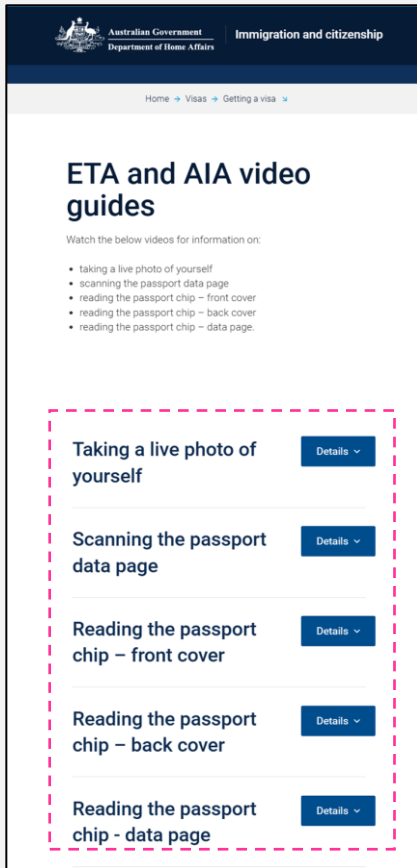 Australian Government
Department of Home Affairs
Immigration and citizenship
Home → Visas → Getting a visa
ETA and AIA video
guides
Watch the below videos for information on:
• taking a live photo of yourself
• scanning the passport data page
• reading the passport chip – front cover
• reading the passport chip – back cover
• reading the passport chip – data page.
Taking a live photo of
yourself
Details
Scanning the passport
data page
Details
Reading the passport
chip – front cover
Details
Reading the passport
chip – back cover
Details
Reading the passport
chip - data page
Details